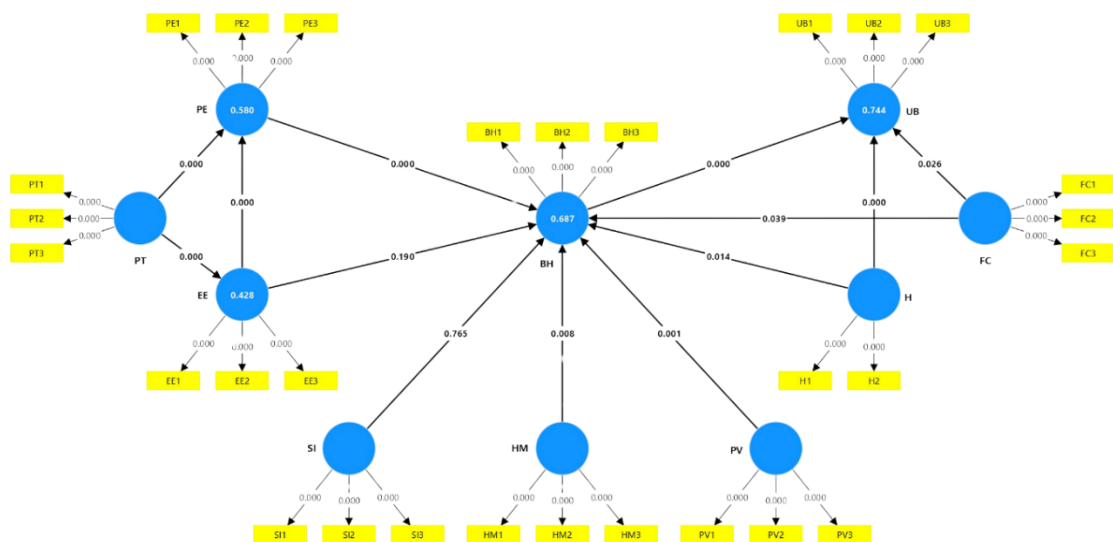 PE1 PE2 PE3 UB1 UB2 UB3
0.000 0.000 0.000 0.000 0.000 0.000
PE 0.580 0.744 UB
BH1 BH2 BH3
0.000 0.000 0.000
0.000 0.000 0.000 0.026
PT1 0.000 FC1 0.000
PT2 0.000 0.000 0.687 0.039 0.000 0.000 FC2
PT3 0.000 0.000 FC3
PT 0.000 0.190 BH 0.014 FC
EE 0.428 H
0.765 0.008 0.001
0.000 0.000 0.000 0.000 0.000
EE1 EE2 EE3 H1 H2
SI HM PV
0.000 0.000 0.000 0.000 0.000 0.000 0.000 0.000 0.000
SI1 SI2 SI3 HM1 HM2 HM3 PV1 PV2 PV3